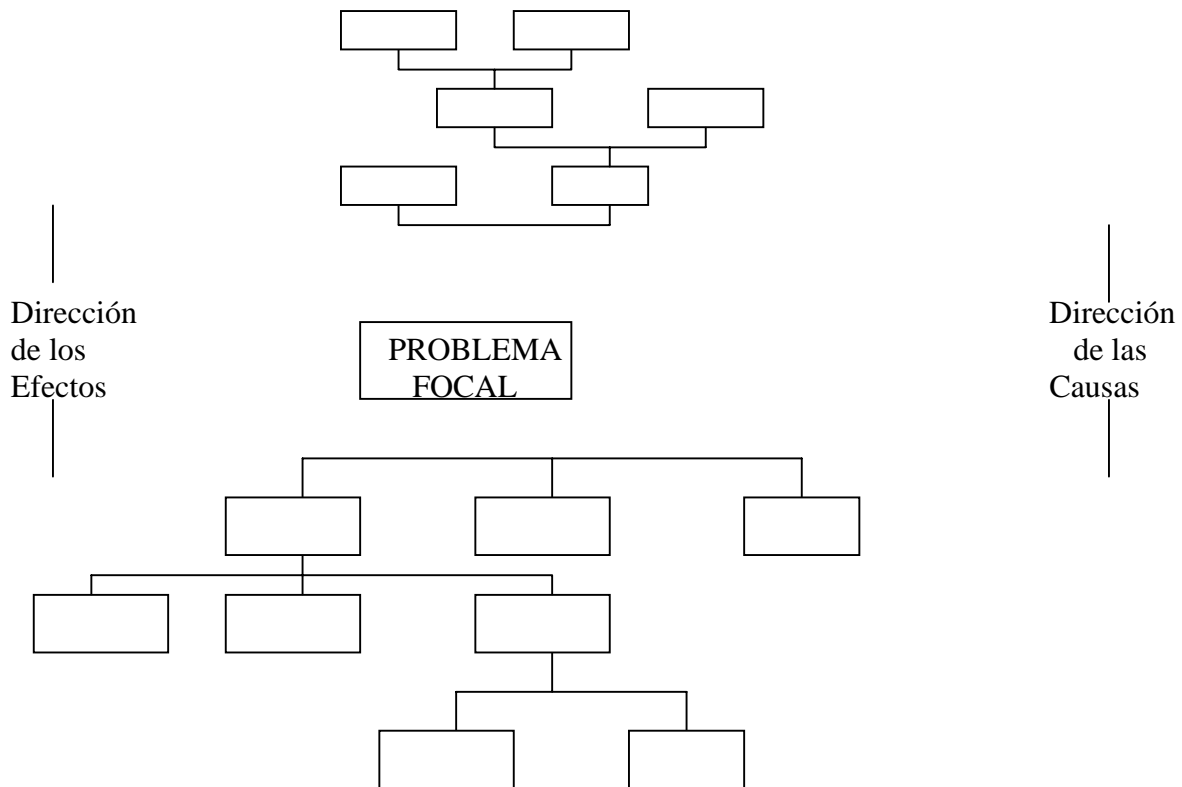 Dirección
de los
Efectos
PROBLEMA
FOCAL
Dirección
de las
Causas